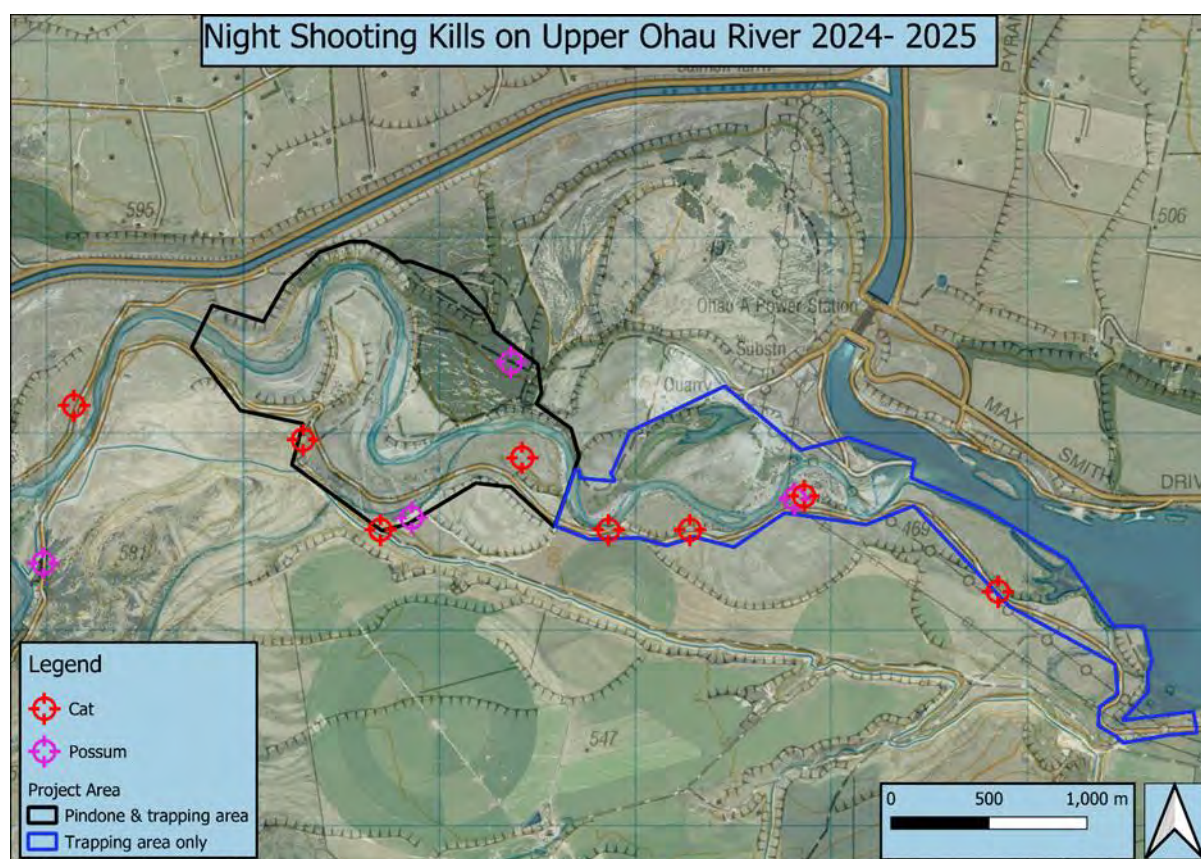 Night Shooting Kills on Upper Ohau River 2024- 2025
PYRAM
595
506
Ohau A Power Station
Substn
Quarry
MAX
SMITH
DRIV
469
581
547
Legend
Cat
Possum
Project Area
Pindone & trapping area
Trapping area only
0 500 1,000 m